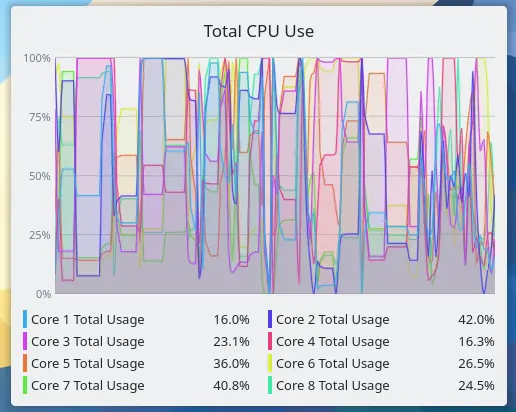 Total CPU Use
100%
75%
50%
25%
0%
Core 1 Total Usage 16.0% Core 2 Total Usage 42.0%
Core 3 Total Usage 23.1% Core 4 Total Usage 16.3%
Core 5 Total Usage 36.0% Core 6 Total Usage 26.5%
Core 7 Total Usage 40.8% Core 8 Total Usage 24.5%